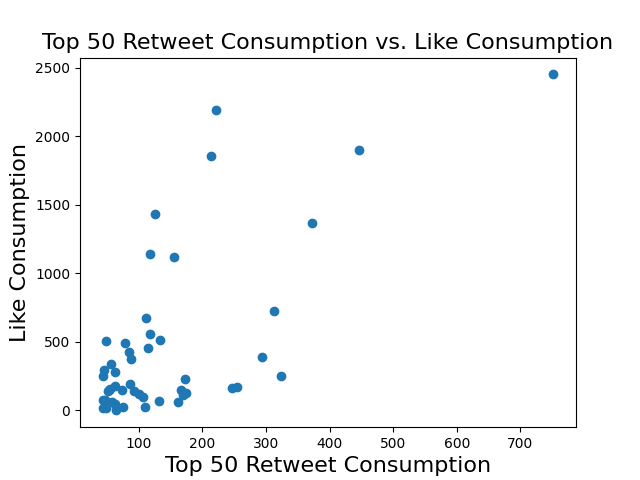 Top 50 Retweet Consumption vs. Like Consumption
2500
2000
1500
1000
500
0
Like Consumption
100 200 300 400 500 600 700
Top 50 Retweet Consumption